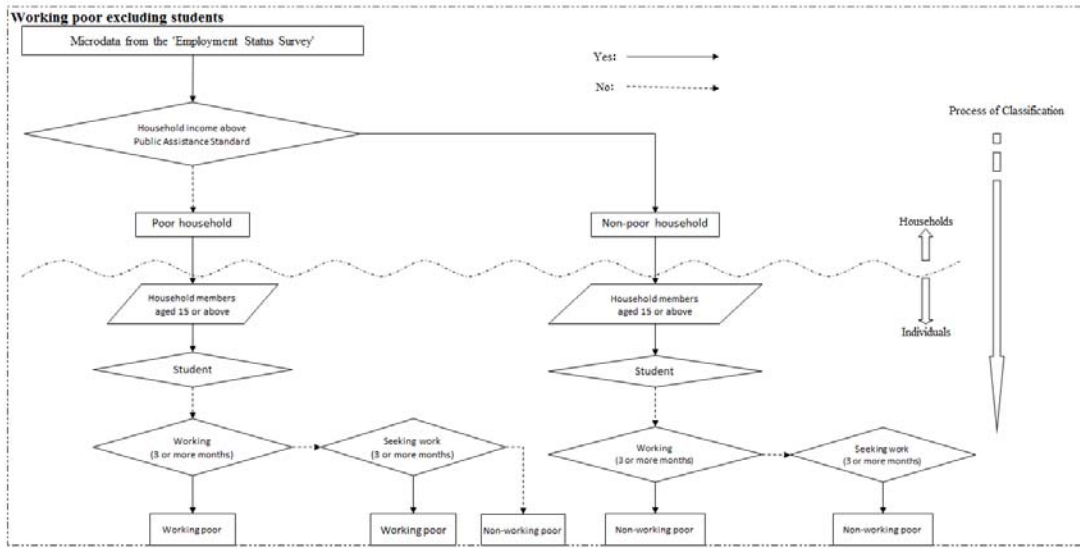 Working poor excluding students
Microdata from the 'Employment Status Survey'
Yes:
No:
Process of Classification
Household income above
Public Assistance Standard
Households
Poor household
Non-poor household
Household members
aged 15 or above
Household members
aged 15 or above
Individuals
Student
Student
Working
(3 or more months)
Seeking work
(3 or more months)
Working
(3 or more months)
Seeking work
(3 or more months)
Working poor
Working poor
Non-working poor
Non-working poor
Non-working poor